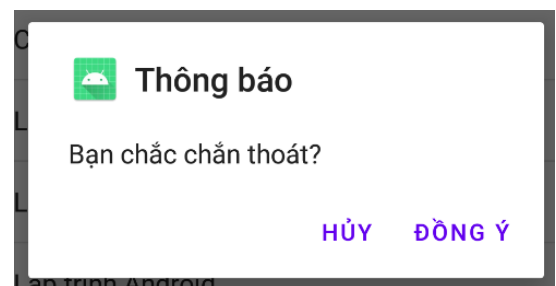 C
L
Thông báo
Bạn chắc chắn thoát?
L
HỦY ĐỒNG Ý
Lập trình Android